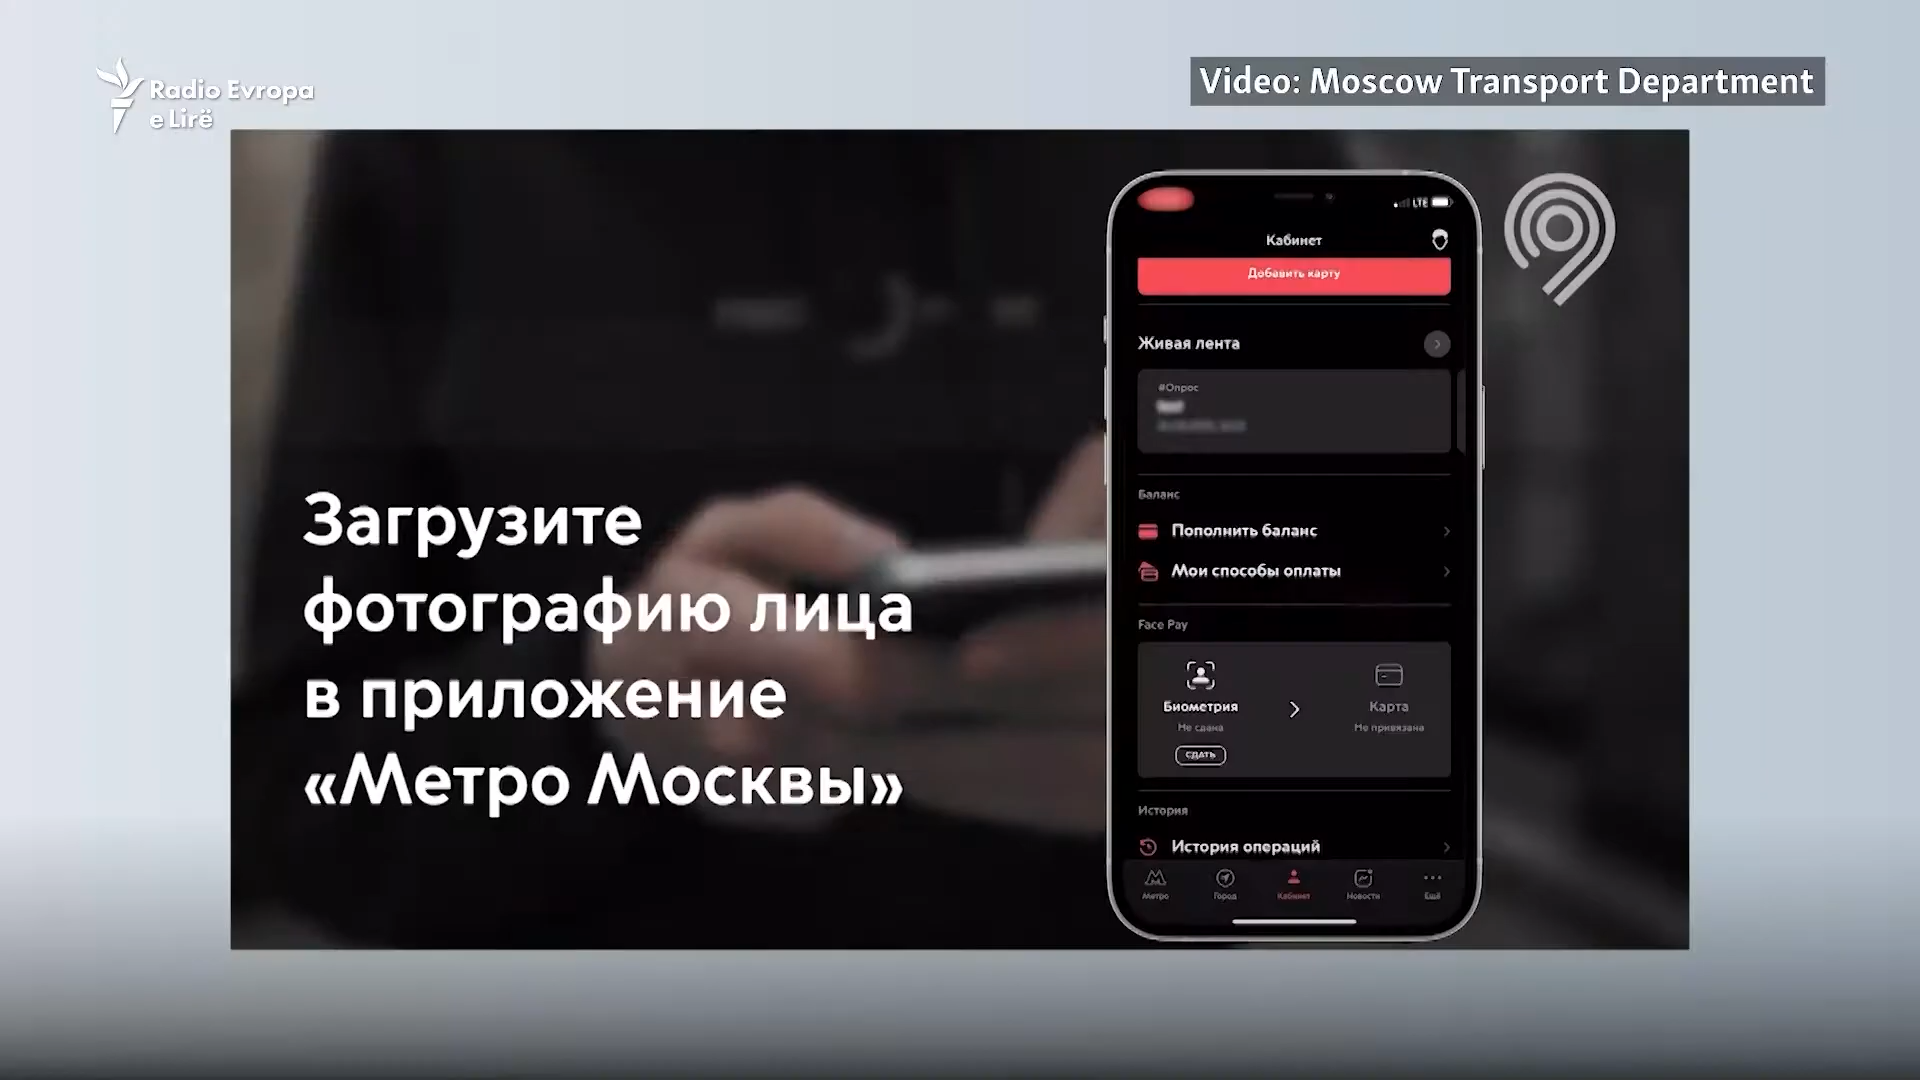 Radio Evropa
e Lirë
Video: Moscow Transport Department
Загрузите
фотографию лица
в приложение
«Метро Москвы»
LTE
Кабинет
Добавить карту
Живая лента
#Опрос
Баланс
Пополнить баланс
Мои способы оплаты
Face Pay
Биометрия
Не сдана
сдать
Карта
Не привязана
История
История операций
Метро Город Кабинет Новости Ещё